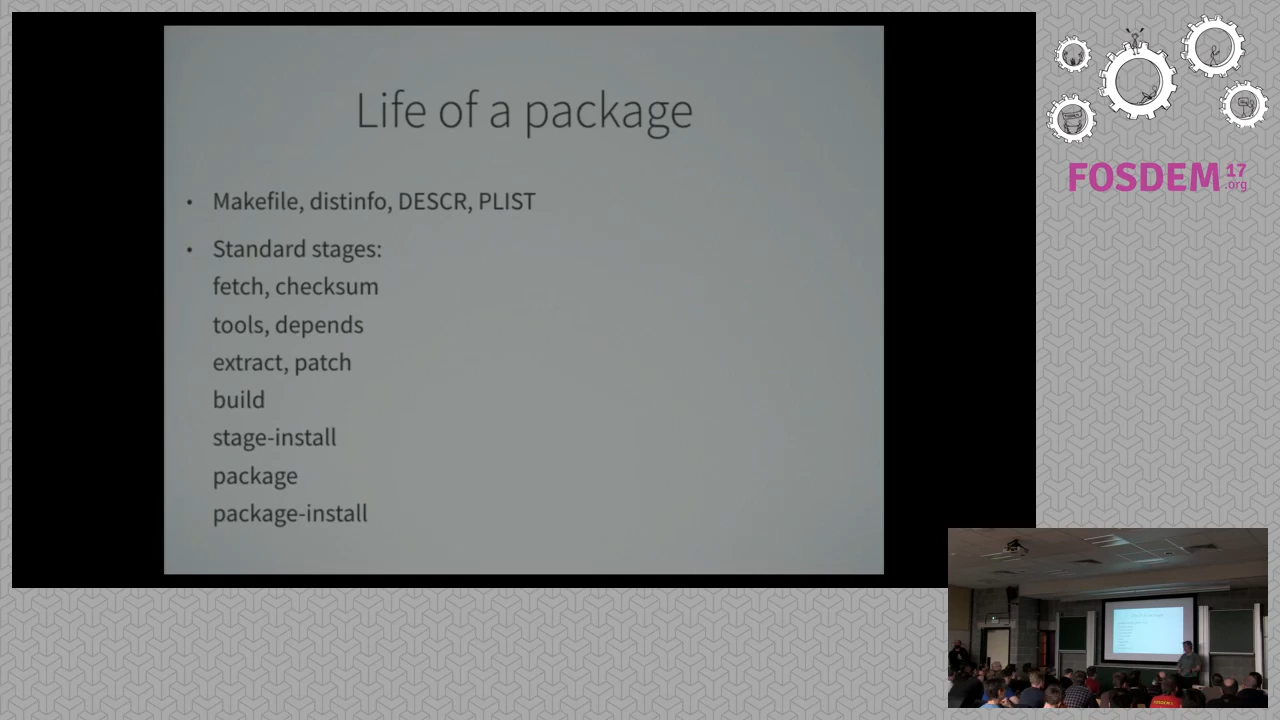 Life of a package
• Makefile, distinfo, DESCR, PLIST
• Standard stages:
fetch, checksum
tools, depends
extract, patch
build
stage-install
package
package-install
FOSDEM 17
.org